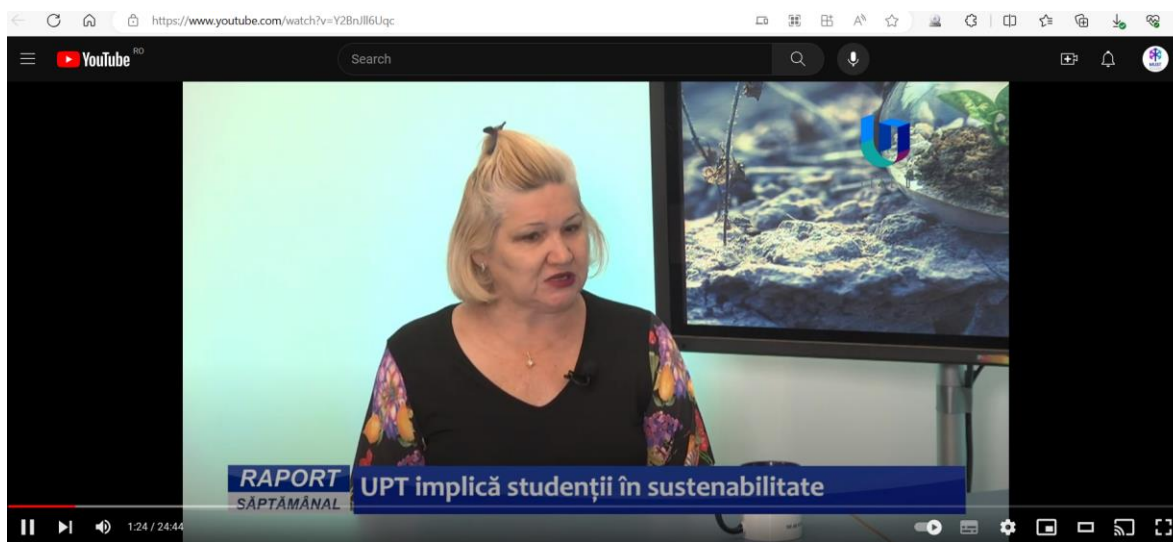 https://www.youtube.com/watch?v=Y2BnJll6Uqc
YouTube RO
Search
RAPORT
SĂPTĂMÂNAL
UPT implică studenții în sustenabilitate
1:24 / 24:44